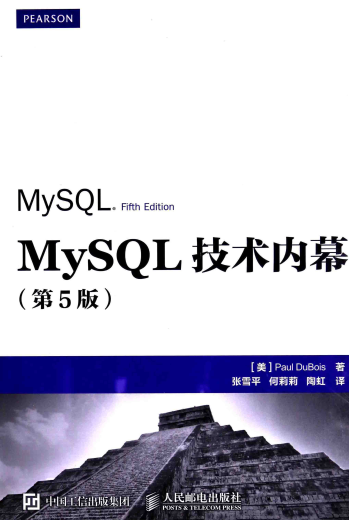 PEARSON
MySQL® Fifth Edition
MySQL 技术内幕
（第5版）
［美］Paul DuBois 著
张雪平 何莉莉 陶虹 译
中国工信出版集团 人民邮电出版社
POSTS & TELECOM PRESS